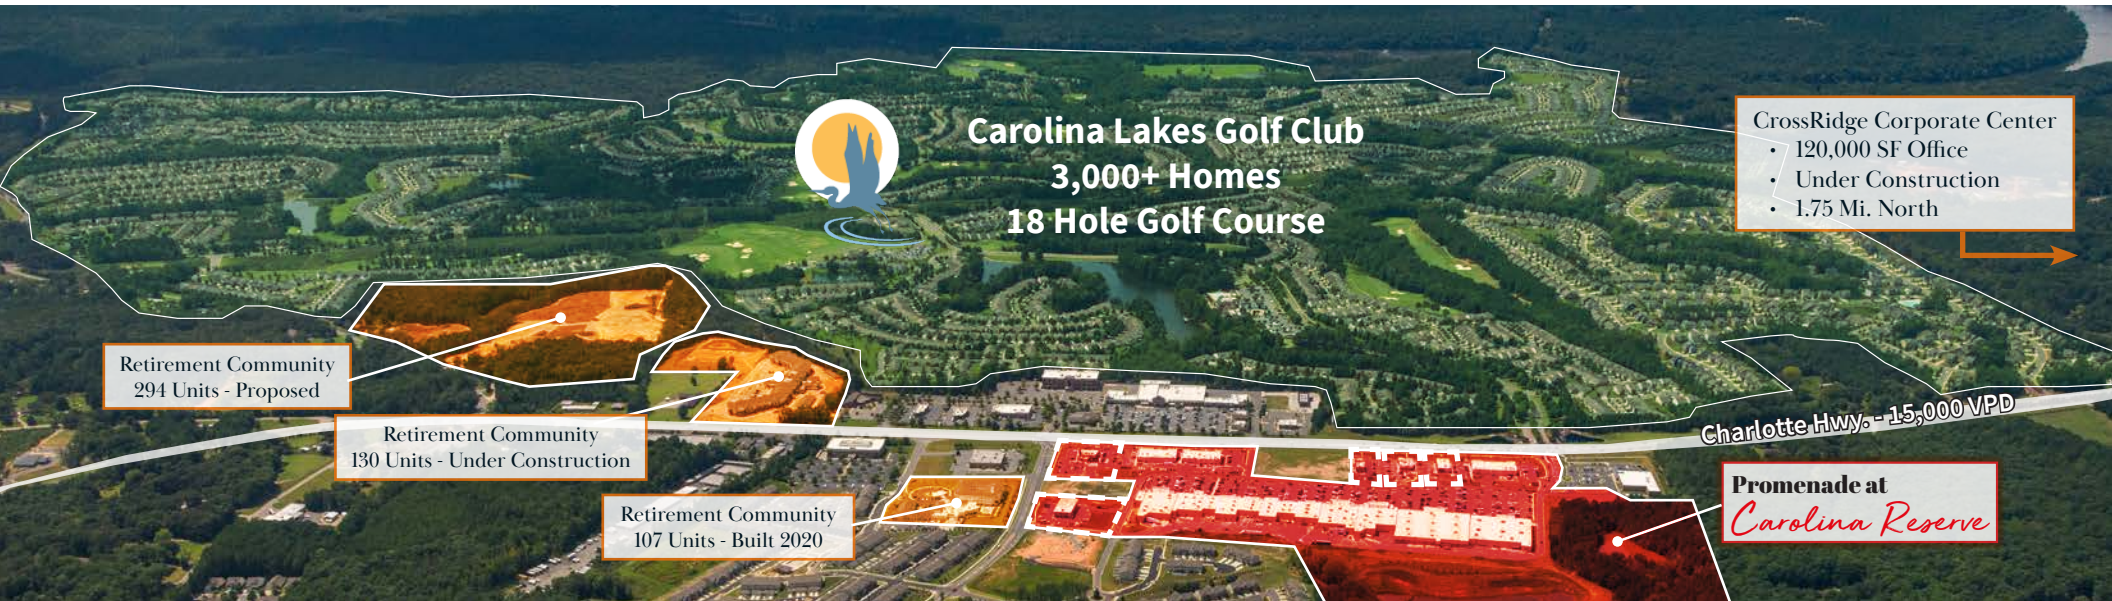 Carolina Lakes Golf Club
3,000+ Homes
18 Hole Golf Course
CrossRidge Corporate Center
• 120,000 SF Office
• Under Construction
• 1.75 Mi. North
Retirement Community
294 Units - Proposed
Retirement Community
130 Units - Under Construction
Retirement Community
107 Units - Built 2020
Charlotte Hwy. - 15,000 VPD
Promenade at
Carolina Reserve